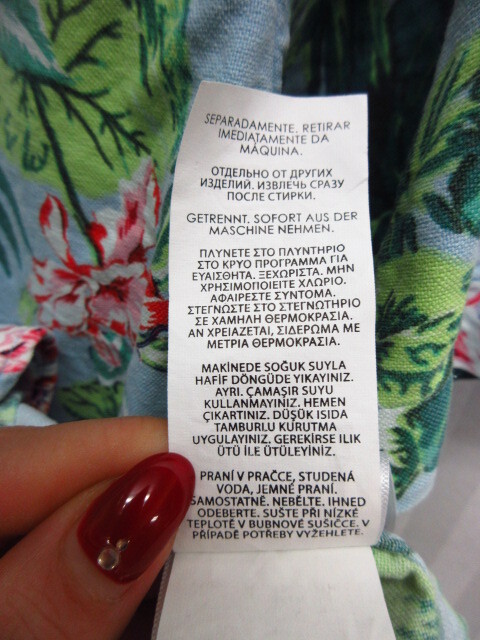 SEPARADAMENTE. RETIRAR
IMEDIATAMENTE DA
MÁQUINA.
ОТДЕЛЬНО ОТ ДРУГИХ
ИЗДЕЛИЙ. ИЗВЛЕЧЬ СРАЗУ
ПОСЛЕ СТИРКИ.
GETRENNT. SOFORT AUS DER
MASCHINE NEHMEN.
ΠΛΥΝΕΤΕ ΣΤΟ ΠΛΥΝΤΗΡΙΟ
ΣΤΟ ΚΡΥΟ ΠΡΟΓΡΑΜΜΑ ΓΙΑ
ΕΥΑΙΣΘΗΤΑ. ΞΕΧΩΡΙΣΤΑ. ΜΗΝ
ΧΡΗΣΙΜΟΠΟΙΕΙΤΕ ΧΛΩΡΙΟ.
ΑΦΑΙΡΕΣΤΕ ΣΥΝΤΟΜΑ.
ΣΤΕΓΝΩΣΤΕ ΣΤΟ ΣΤΕΓΝΩΤΗΡΙΟ
ΣΕ ΧΑΜΗΛΗ ΘΕΡΜΟΚΡΑΣΙΑ.
ΑΝ ΧΡΕΙΑΖΕΤΑΙ, ΣΙΔΕΡΩΜΑ ΜΕ
ΜΕΤΡΙΑ ΘΕΡΜΟΚΡΑΣΙΑ.
MAKİNEDE SOĞUK SUYLA
HAFİF DÖNGÜDE YIKAYINIZ.
AYRI. ÇAMAŞIR SUYU
KULLANMAYINIZ. HEMEN
ÇIKARTINIZ. DÜŞÜK ISIDA
TAMBURLU KURUTMA
UYGULAYINIZ. GEREKİRSE ILIK
ÜTÜ İLE ÜTÜLEYİNİZ.
PRANÍ V PRAČCE, STUDENÁ
VODA, JEMNÉ PRANÍ.
SAMOSTATNĚ. NEBĚLTE. IHNED
ODEBERTE. SUŠTE PŘI NÍZKÉ
TEPLOTĚ V BUBNOVÉ SUŠIČCE. V
PŘÍPADĚ POTŘEBY VYŽEHLETE.